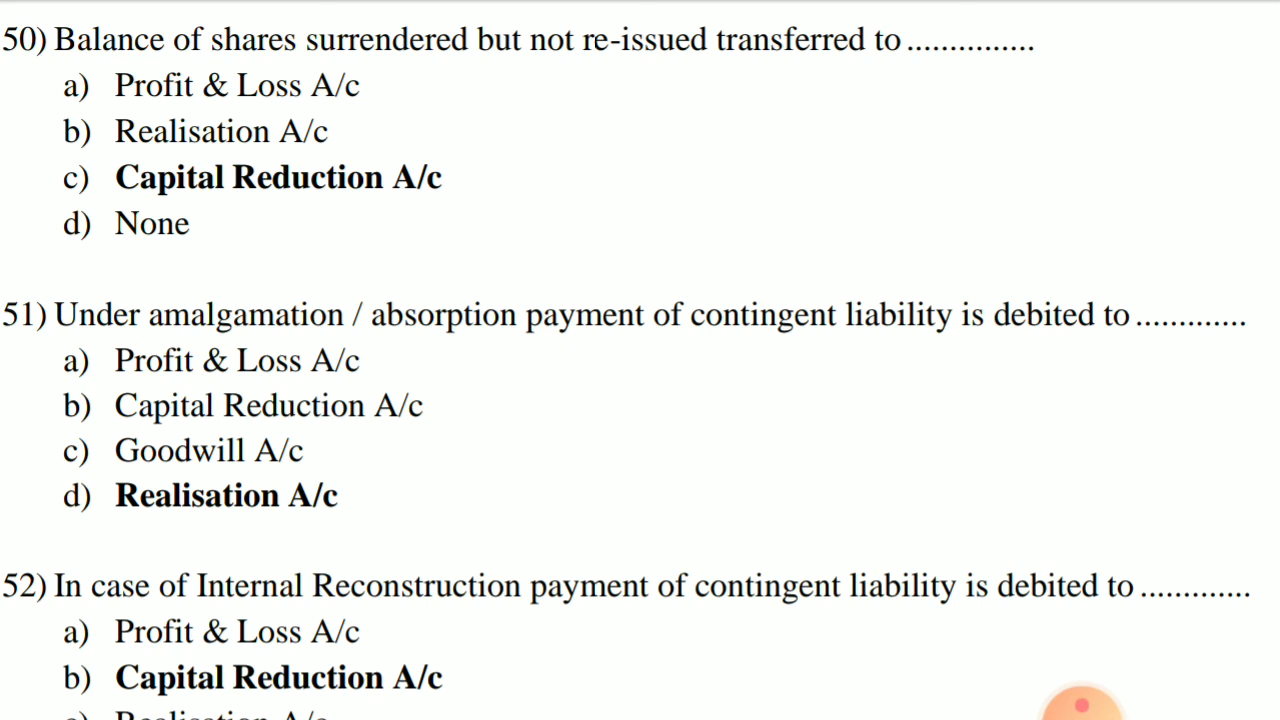 50) Balance of shares surrendered but not re-issued transferred to ...............
a) Profit & Loss A/c
b) Realisation A/c
c) Capital Reduction A/c
d) None
51) Under amalgamation / absorption payment of contingent liability is debited to .............
a) Profit & Loss A/c
b) Capital Reduction A/c
c) Goodwill A/c
d) Realisation A/c
52) In case of Internal Reconstruction payment of contingent liability is debited to .............
a) Profit & Loss A/c
b) Capital Reduction A/c
c) Realisation A/c